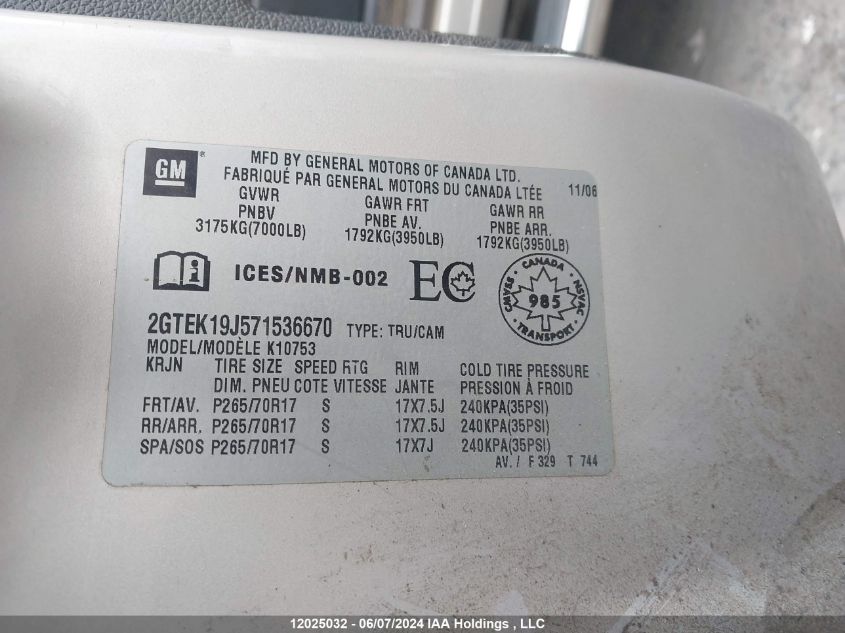 GM
MFD BY GENERAL MOTORS OF CANADA LTD.
FABRIQUÉ PAR GENERAL MOTORS DU CANADA LTÉE
11/06
GVWR GAWR FRT GAWR RR
PNBV PNBE AV. PNBE ARR.
3175KG(7000LB) 1792KG(3950LB) 1792KG(3950LB)
i ICES/NMB-002 EC
CANADA
CMVSS 985 NSVAC
TRANSPORT
2GTEK19J571536670 TYPE: TRU/CAM
MODEL/MODÈLE K10753
KRJN TIRE SIZE SPEED RTG RIM COLD TIRE PRESSURE
DIM. PNEU COTE VITESSE JANTE PRESSION À FROID
FRT/AV. P265/70R17 S 17X7.5J 240KPA(35PSI)
RR/ARR. P265/70R17 S 17X7.5J 240KPA(35PSI)
SPA/SOS P265/70R17 S 17X7J 240KPA(35PSI)
AV. / F 329 T 744
12025032 - 06/07/2024 IAA Holdings , LLC